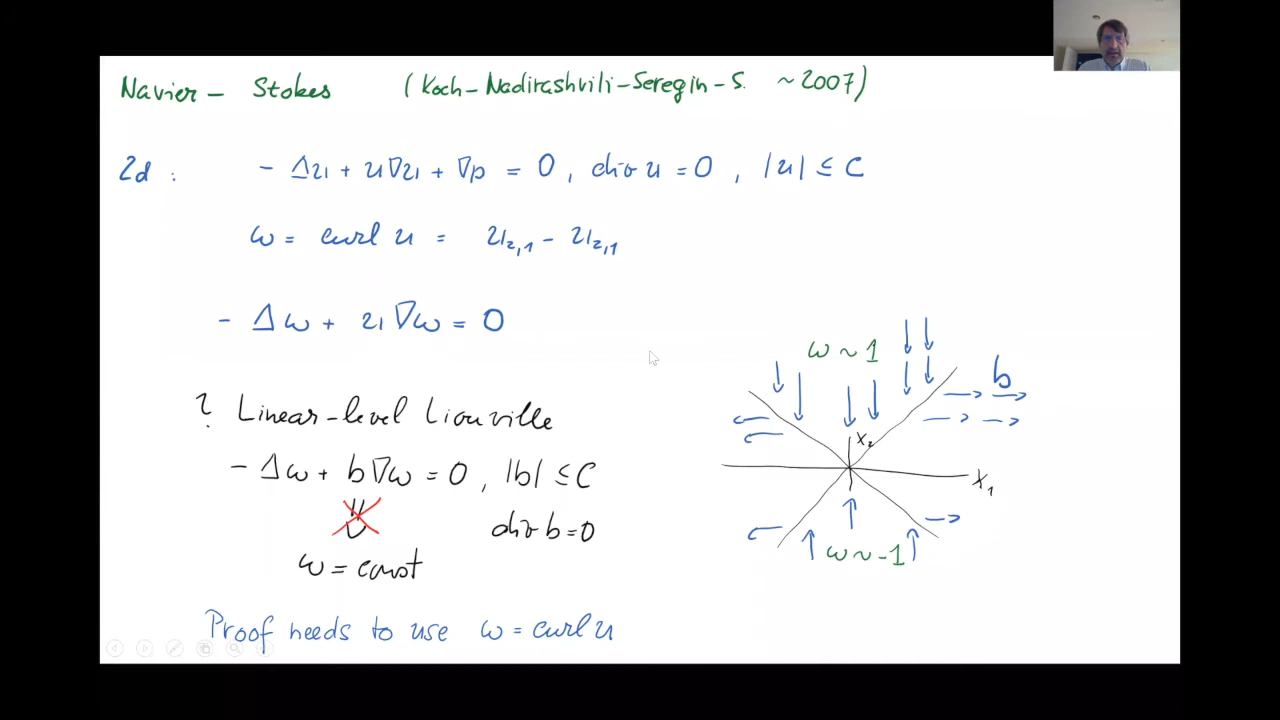 Navier - Stokes (Koch-Nadirashvili-Seregin-S. ~2007)
2d : - Δu + u∇u + ∇p = 0 , div u = 0 , |u| ≤ C
ω = curl u = u₂,₁ - u₂,₁
- Δω + u∇ω = 0
ω ~ 1
b
? Linear-level Liouville
x₂
- Δω + b∇ω = 0 , |b| ≤ C
x₁
⇓ div b = 0
ω ~ -1
ω = const
Proof needs to use ω = curl u